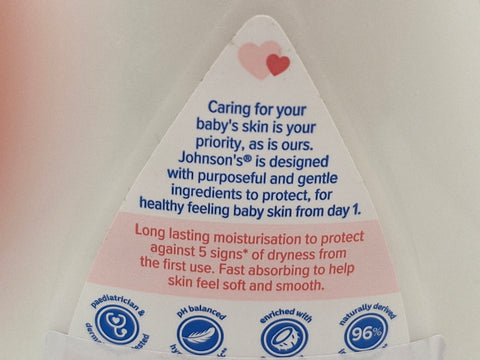 Caring for your
baby's skin is your
priority, as is ours.
Johnson's® is designed
with purposeful and gentle
ingredients to protect, for
healthy feeling baby skin from day 1.
Long lasting moisturisation to protect
against 5 signs* of dryness from
the first use. Fast absorbing to help
skin feel soft and smooth.
paediatrician &
pH balanced
enriched with
naturally derived
96%